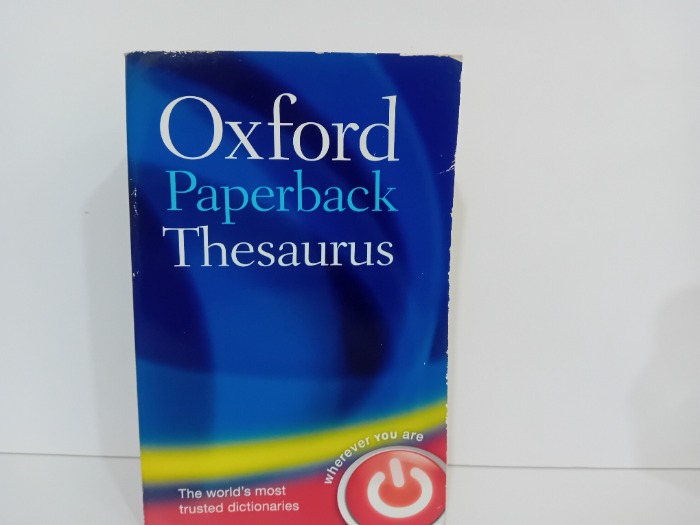 Oxford
Paperback
Thesaurus
wherever YOU are
The world's most
trusted dictionaries